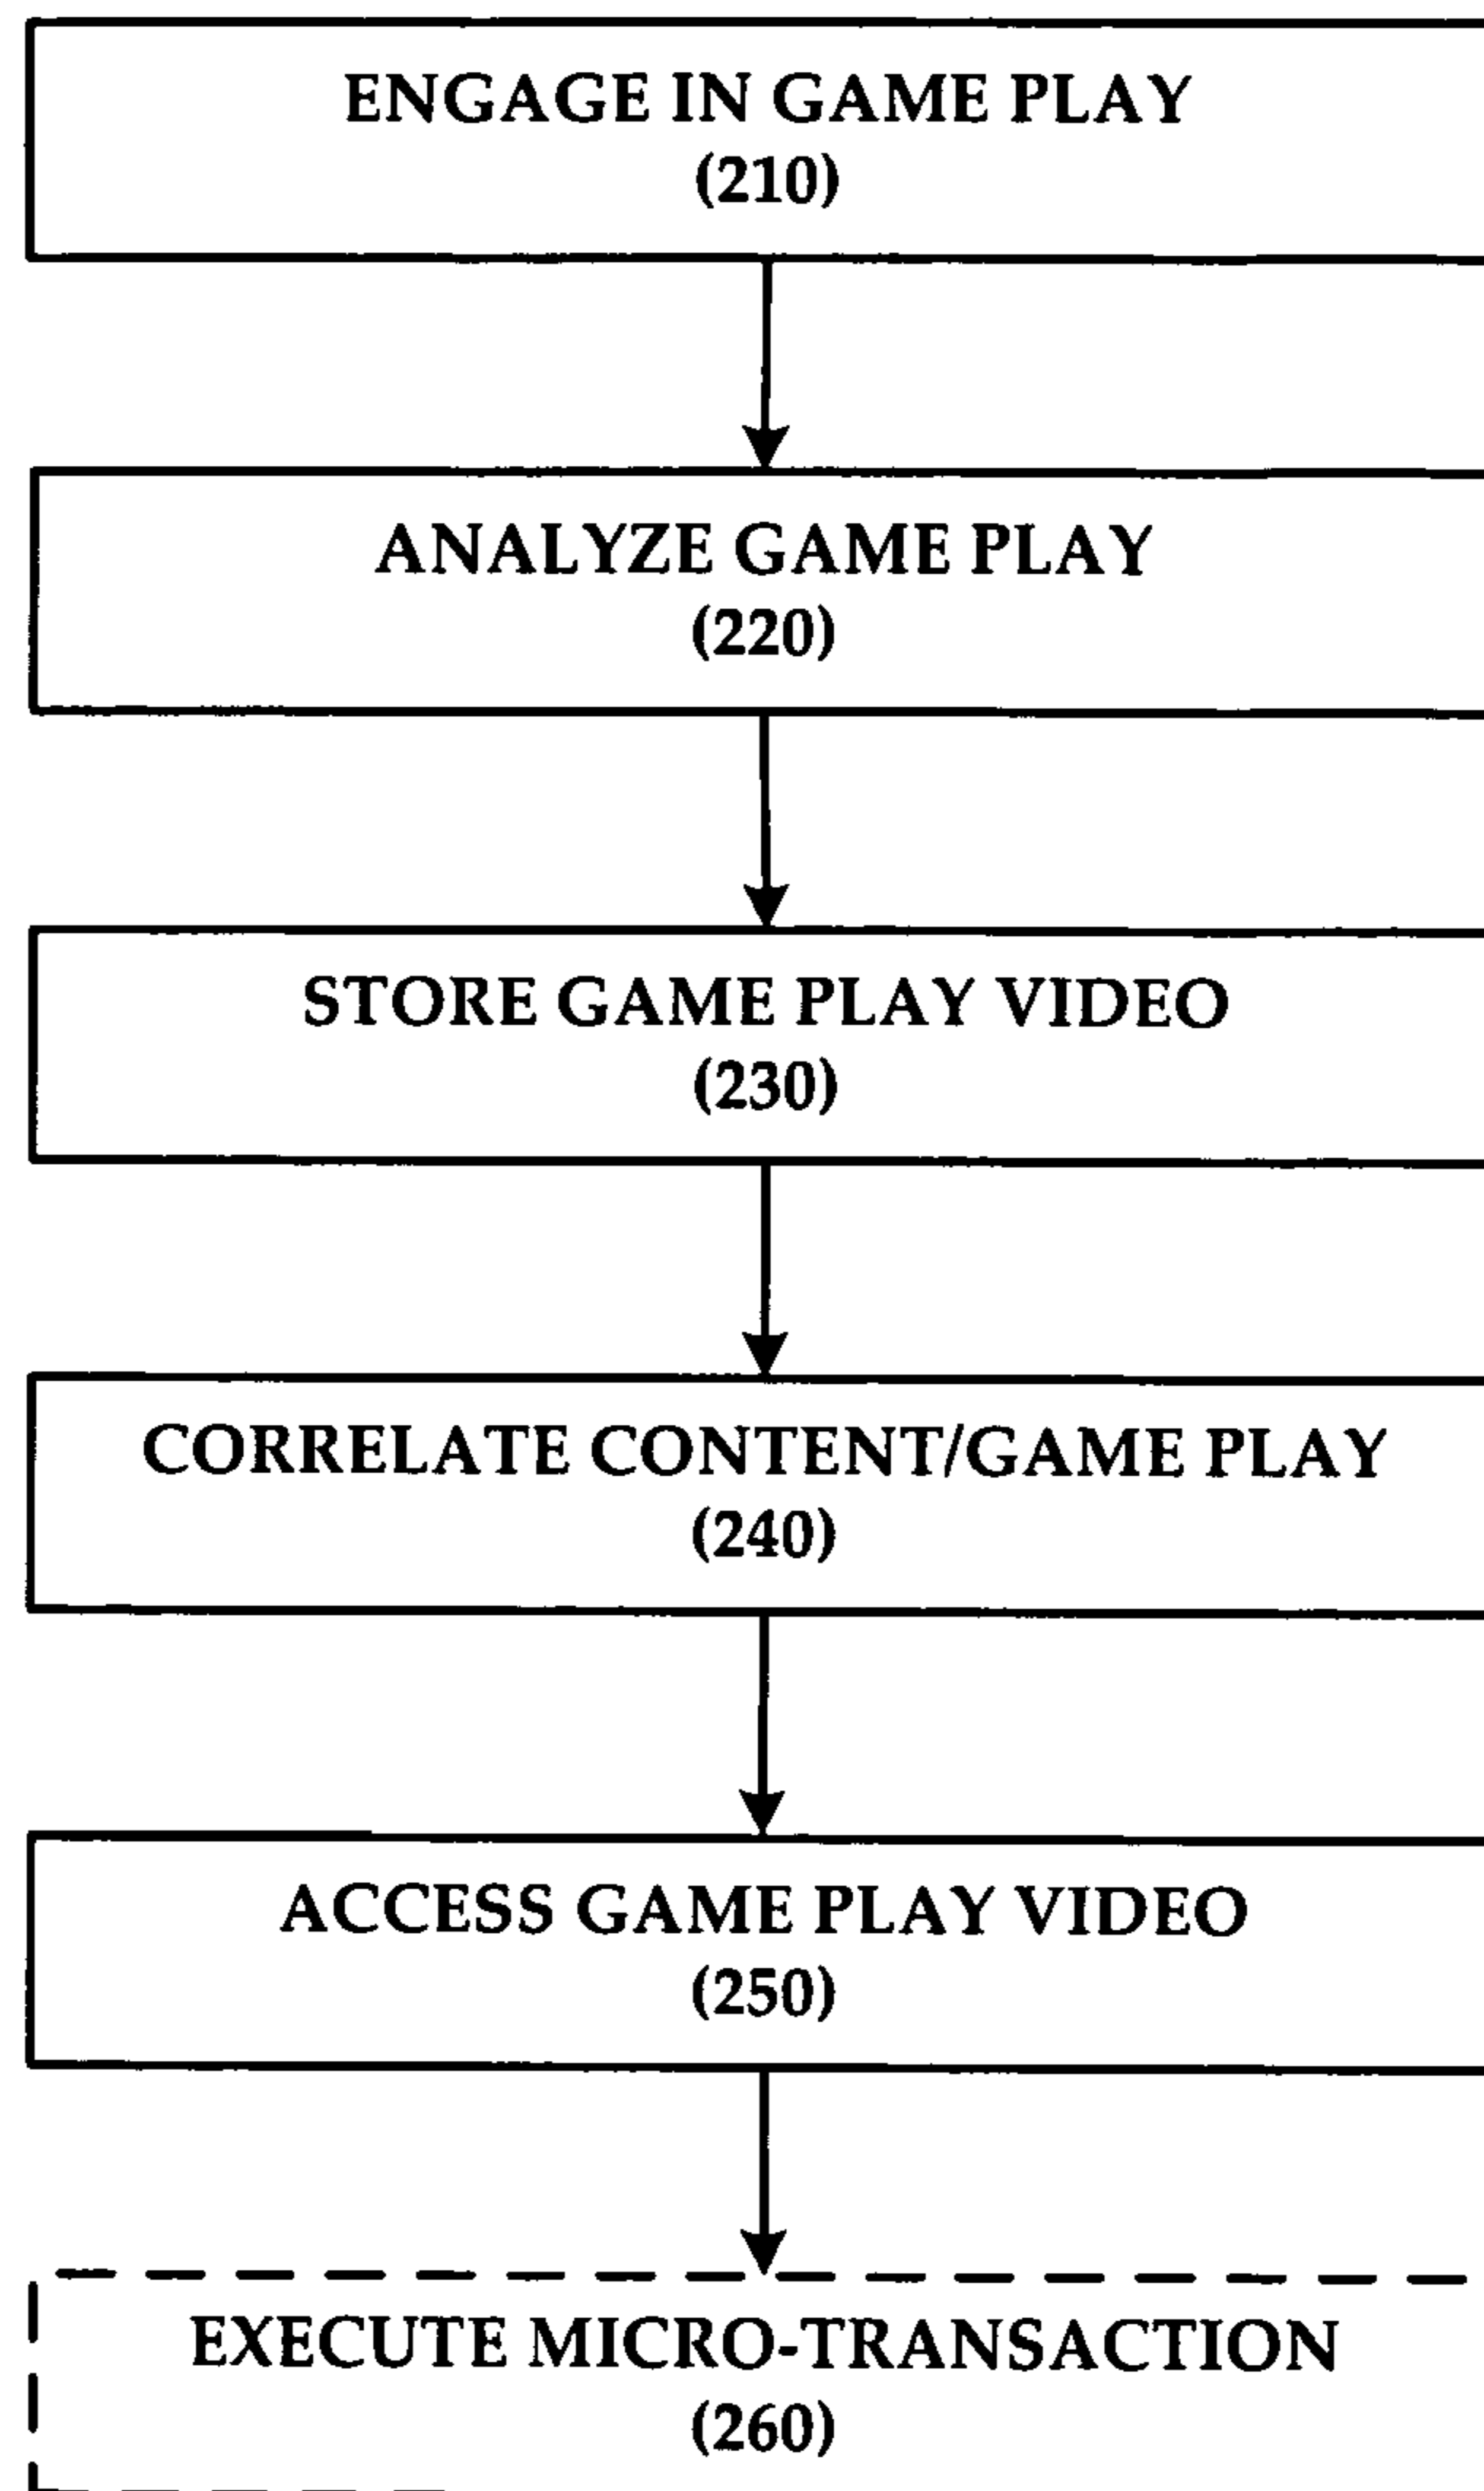 ENGAGE IN GAME PLAY
(210)
ANALYZE GAME PLAY
(220)
STORE GAME PLAY VIDEO
(230)
CORRELATE CONTENT/GAME PLAY
(240)
ACCESS GAME PLAY VIDEO
(250)
EXECUTE MICRO-TRANSACTION
(260)